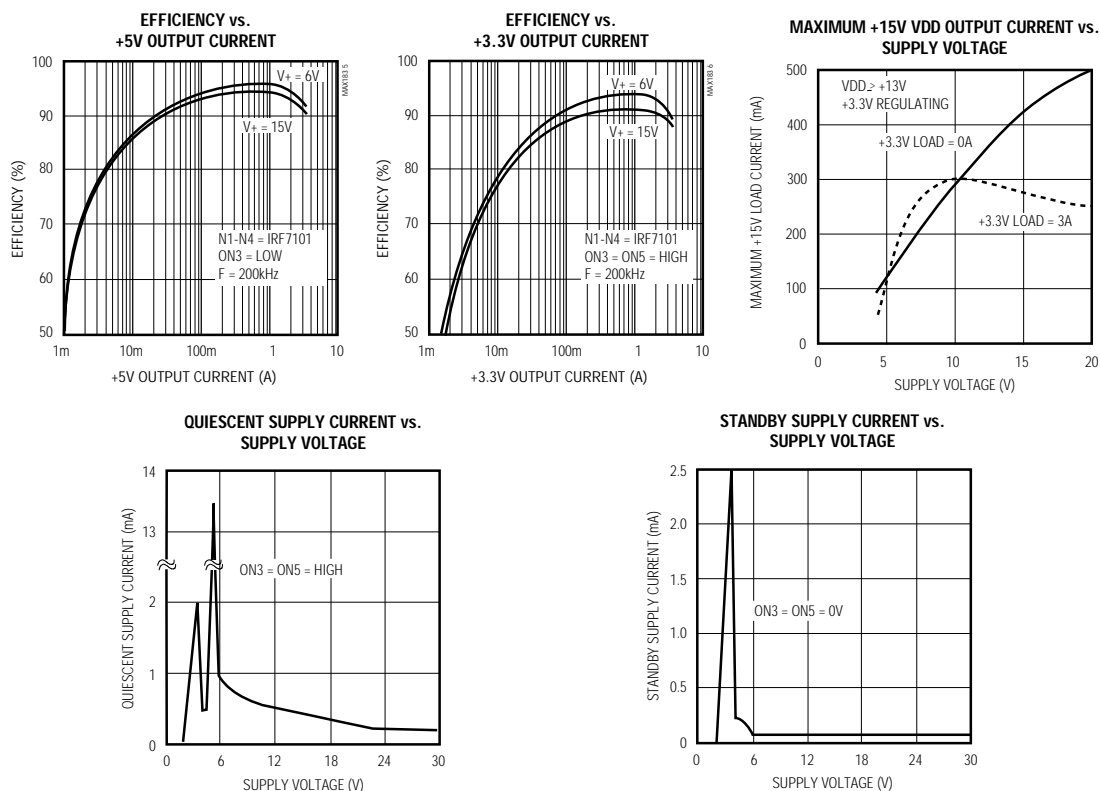 EFFICIENCY vs.
+5V OUTPUT CURRENT
100
90
80
70
60
50
EFFICIENCY (%)
V+ = 6V
V+ = 15V
N1-N4 = IRF7101
ON3 = LOW
F = 200kHz
1m 10m 100m 1 10
+5V OUTPUT CURRENT (A)
EFFICIENCY vs.
+3.3V OUTPUT CURRENT
100
90
80
70
60
50
EFFICIENCY (%)
MAX183 6
V+ = 6V
V+ = 15V
N1-N4 = IRF7101
ON3 = ON5 = HIGH
F = 200kHz
1m 10m 100m 1 10
+3.3V OUTPUT CURRENT (A)
MAXIMUM +15V VDD OUTPUT CURRENT vs.
SUPPLY VOLTAGE
500
400
300
200
100
0
MAXIMUM +15V LOAD CURRENT (mA)
VDD > +13V
+3.3V REGULATING
+3.3V LOAD = 0A
+3.3V LOAD = 3A
0 5 10 15 20
SUPPLY VOLTAGE (V)
QUIESCENT SUPPLY CURRENT vs.
SUPPLY VOLTAGE
14
13
2
1
0
QUIESCENT SUPPLY CURRENT (mA)
ON3 = ON5 = HIGH
0 6 12 18 24 30
SUPPLY VOLTAGE (V)
STANDBY SUPPLY CURRENT vs.
SUPPLY VOLTAGE
2.5
2.0
1.5
1.0
0.5
0
STANDBY SUPPLY CURRENT (mA)
ON3 = ON5 = 0V
0 6 12 18 24 30
SUPPLY VOLTAGE (V)